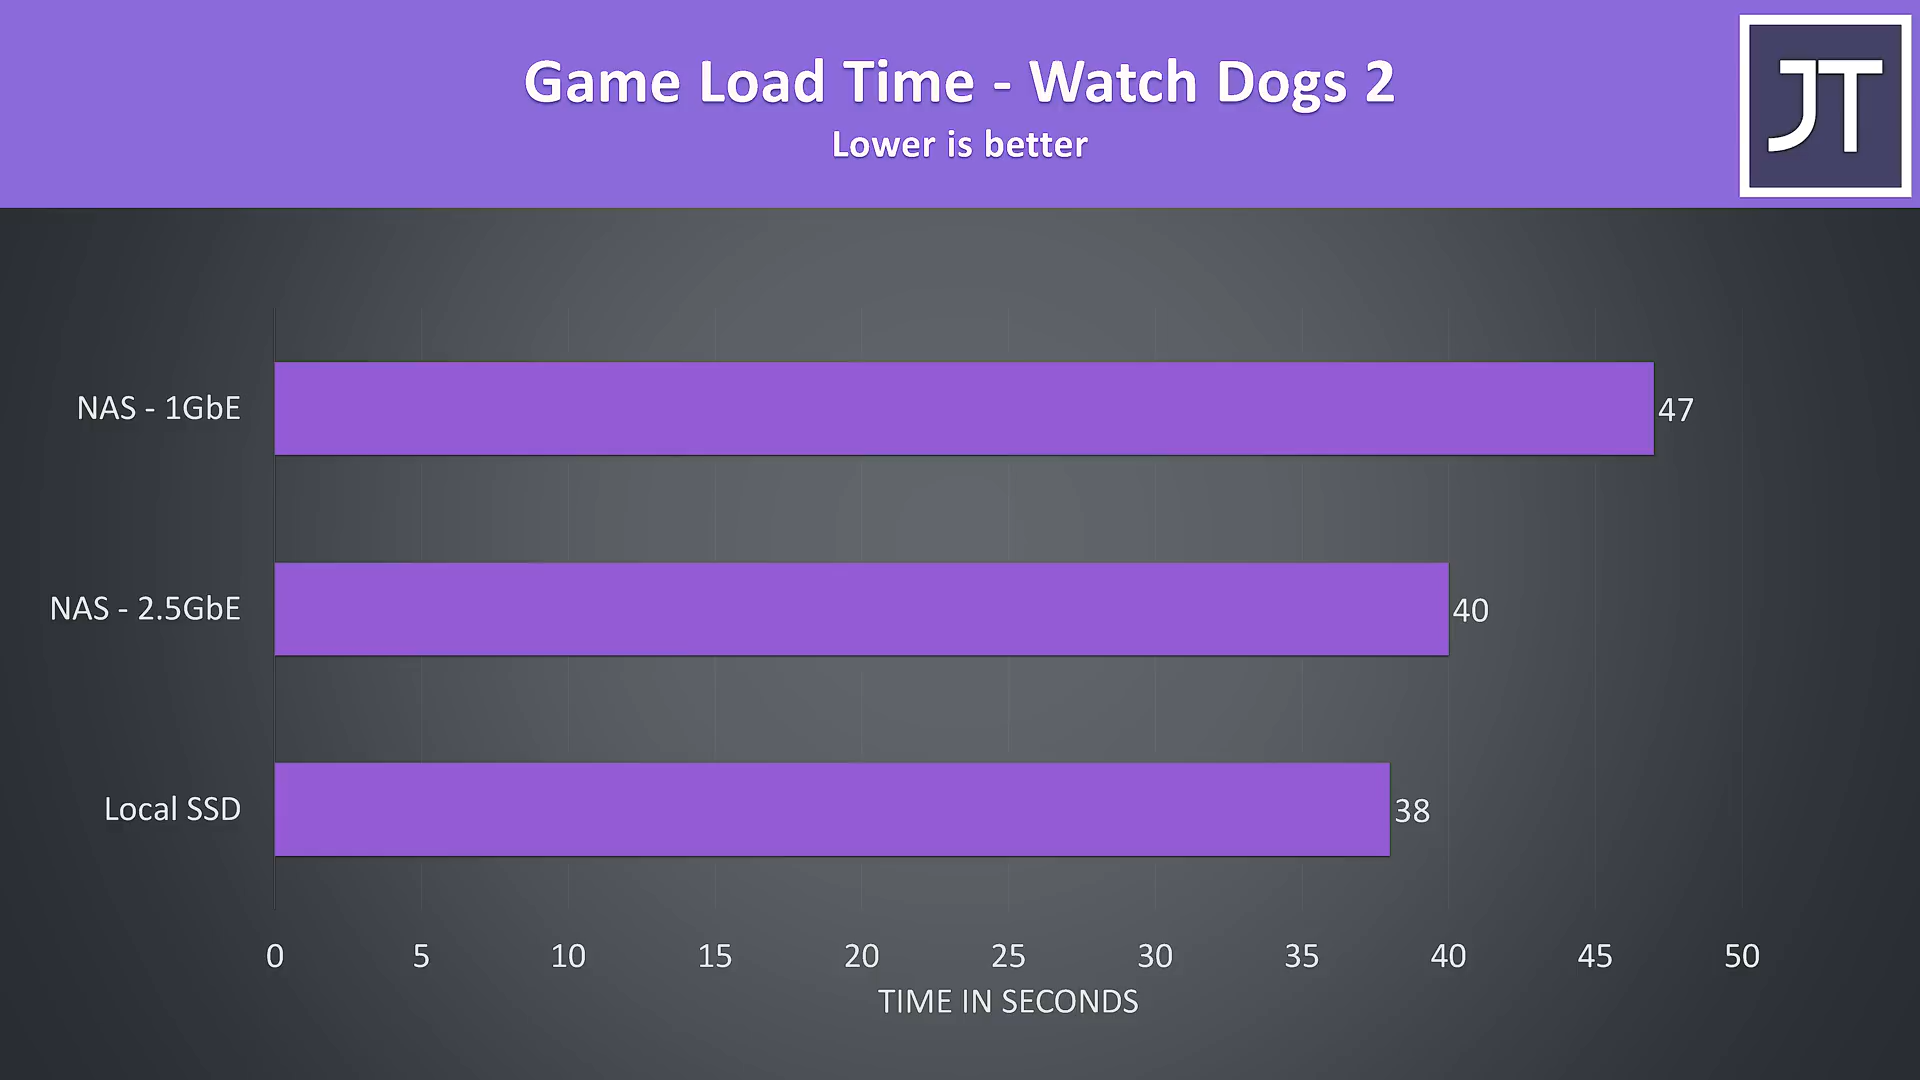 Game Load Time - Watch Dogs 2
Lower is better
JT
NAS - 1GbE
47
NAS - 2.5GbE
40
Local SSD
38
0 5 10 15 20 25 30 35 40 45 50
TIME IN SECONDS